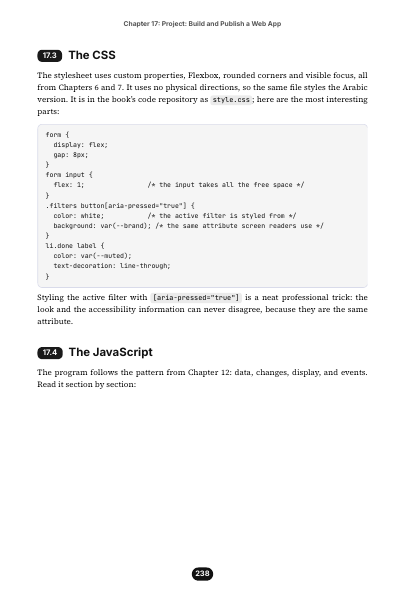 Chapter 17: Project: Build and Publish a Web App
17.3 The CSS
The stylesheet uses custom properties, Flexbox, rounded corners and visible focus, all
from Chapters 6 and 7. It uses no physical directions, so the same file styles the Arabic
version. It is in the book's code repository as style.css; here are the most interesting
parts:
form {
  display: flex;
  gap: 8px;
}
form input {
  flex: 1;                /* the input takes all the free space */
}
.filters button[aria-pressed="true"] {
  color: white;           /* the active filter is styled from */
  background: var(--brand); /* the same attribute screen readers use */
}
li.done label {
  color: var(--muted);
  text-decoration: line-through;
}
Styling the active filter with [aria-pressed="true"] is a neat professional trick: the
look and the accessibility information can never disagree, because they are the same
attribute.
17.4 The JavaScript
The program follows the pattern from Chapter 12: data, changes, display, and events.
Read it section by section:
238